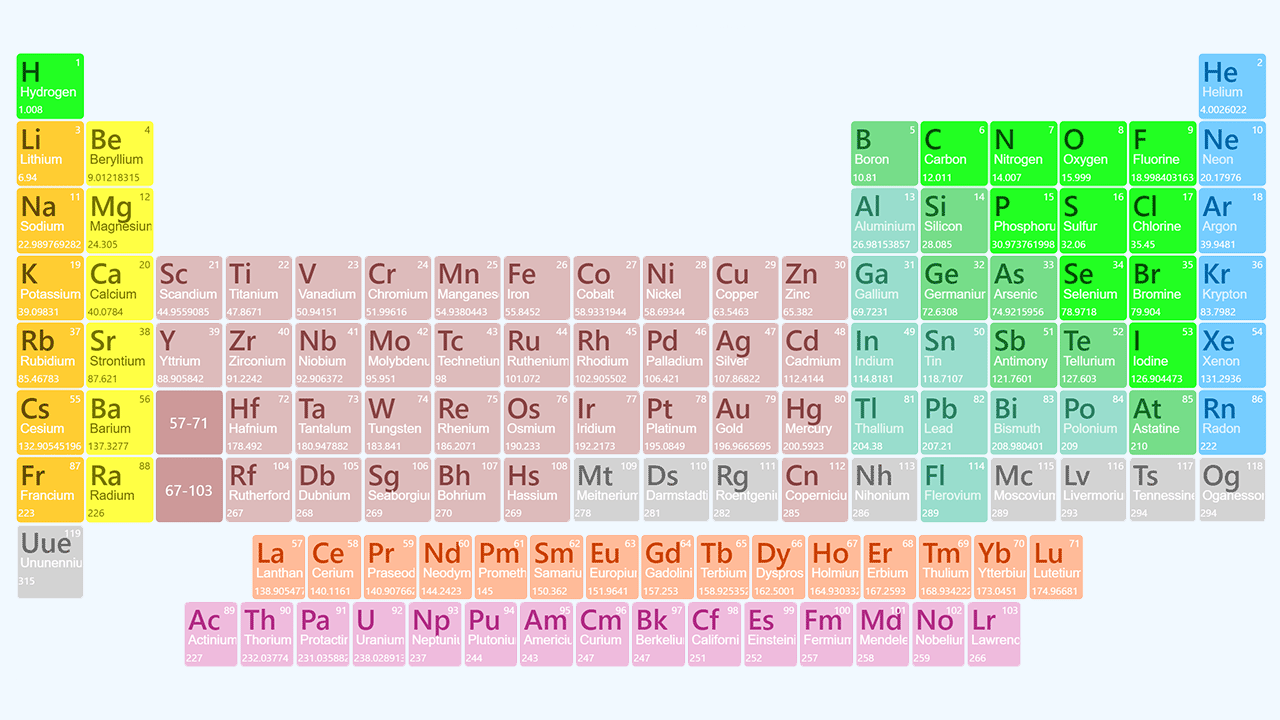 H 1 Hydrogen 1.008
He 2 Helium 4.0026022
Li 3 Lithium 6.94
Be 4 Beryllium 9.01218315
B 5 Boron 10.81
C 6 Carbon 12.011
N 7 Nitrogen 14.007
O 8 Oxygen 15.999
F 9 Fluorine 18.998403163
Ne 10 Neon 20.17976
Na 11 Sodium 22.989769282
Mg 12 Magnesiun 24.305
Al 13 Aluminium 26.98153857
Si 14 Silicon 28.085
P 15 Phosphoru 30.973761998
S 16 Sulfur 32.06
Cl 17 Chlorine 35.45
Ar 18 Argon 39.9481
K 19 Potassium 39.09831
Ca 20 Calcium 40.0784
Sc 21 Scandium 44.9559085
Ti 22 Titanium 47.8671
V 23 Vanadium 50.94151
Cr 24 Chromium 51.99616
Mn 25 Manganes 54.9380443
Fe 26 Iron 55.8452
Co 27 Cobalt 58.9331944
Ni 28 Nickel 58.69344
Cu 29 Copper 63.5463
Zn 30 Zinc 65.382
Ga 31 Gallium 69.7231
Ge 32 Germaniur 72.6308
As 33 Arsenic 74.9215956
Se 34 Selenium 78.9718
Br 35 Bromine 79.904
Kr 36 Krypton 83.7982
Rb 37 Rubidium 85.46783
Sr 38 Strontium 87.621
Y 39 Yttrium 88.905842
Zr 40 Zirconium 91.2242
Nb 41 Niobium 92.906372
Mo 42 Molybdenu 95.951
Tc 43 Technetiun 98
Ru 44 Ruthenium 101.072
Rh 45 Rhodium 102.905502
Pd 46 Palladium 106.421
Ag 47 Silver 107.86822
Cd 48 Cadmium 112.4144
In 49 Indium 114.8181
Sn 50 Tin 118.7107
Sb 51 Antimony 121.7601
Te 52 Tellurium 127.603
I 53 Iodine 126.904473
Xe 54 Xenon 131.2936
Cs 55 Cesium 132.90545196
Ba 56 Barium 137.3277
57-71
Hf 72 Hafnium 178.492
Ta 73 Tantalum 180.947882
W 74 Tungsten 183.841
Re 75 Rhenium 186.2071
Os 76 Osmium 190.233
Ir 77 Iridium 192.2173
Pt 78 Platinum 195.0849
Au 79 Gold 196.9665695
Hg 80 Mercury 200.5923
Tl 81 Thallium 204.38
Pb 82 Lead 207.21
Bi 83 Bismuth 208.980401
Po 84 Polonium 209
At 85 Astatine 210
Rn 86 Radon 222
Fr 87 Francium 223
Ra 88 Radium 226
67-103
Rf 104 Rutherford 267
Db 105 Dubnium 268
Sg 106 Seaborgiu 269
Bh 107 Bohrium 270
Hs 108 Hassium 269
Mt 109 Meitneriun 278
Ds 110 Darmstadti 281
Rg 111 Roentgeni 282
Cn 112 Coperniciu 285
Nh 113 Nihonium 286
Fl 114 Flerovium 289
Mc 115 Moscoviun 289
Lv 116 Livermoriu 293
Ts 117 Tennessine 294
Og 118 Oganesson 294
Uue 119 Ununenniu 315
La 57 Lanthan 138.905477
Ce 58 Cerium 140.1161
Pr 59 Praseod 140.907662
Nd 60 Neodym 144.2423
Pm 61 Prometh 145
Sm 62 Samariu 150.362
Eu 63 Europiu 151.9641
Gd 64 Gadolini 157.253
Tb 65 Terbium 158.925352
Dy 66 Dyspros 162.5001
Ho 67 Holmium 164.930332
Er 68 Erbium 167.2593
Tm 69 Thulium 168.934222
Yb 70 Ytterbiur 173.0451
Lu 71 Lutetium 174.96681
Ac 89 Actinium 227
Th 90 Thorium 232.03774
Pa 91 Protactir 231.035882
U 92 Uranium 238.028913
Np 93 Neptuniu 237
Pu 94 Plutoniu 244
Am 95 Americiu 243
Cm 96 Curium 247
Bk 97 Berkeliu 247
Cf 98 Californi 251
Es 99 Einsteini 252
Fm 100 Fermium 257
Md 101 Mendele 258
No 102 Nobeliur 259
Lr 103 Lawrenc 266